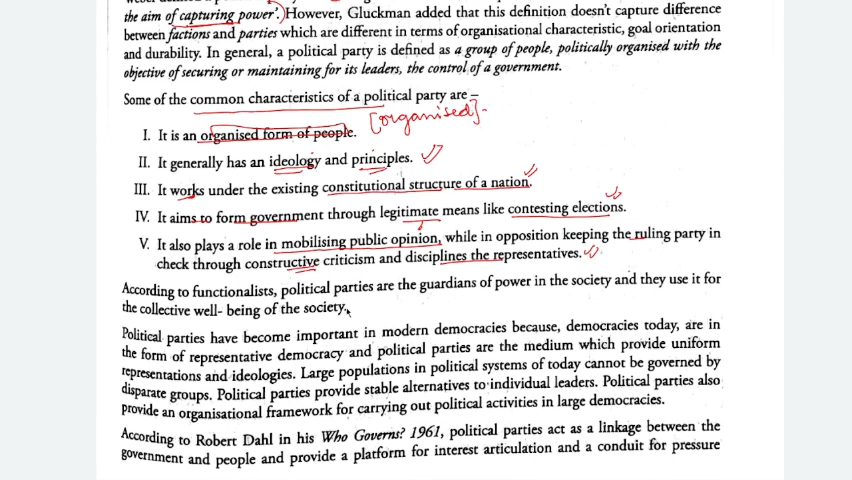 the aim of capturing power'. However, Gluckman added that this definition doesn't capture difference
between factions and parties which are different in terms of organisational characteristic, goal orientation
and durability. In general, a political party is defined as a group of people, politically organised with the
objective of securing or maintaining for its leaders, the control of a government.
Some of the common characteristics of a political party are –
[organised]
I. It is an organised form of people.
II. It generally has an ideology and principles.
III. It works under the existing constitutional structure of a nation.
IV. It aims to form government through legitimate means like contesting elections.
V. It also plays a role in mobilising public opinion, while in opposition keeping the ruling party in
check through constructive criticism and disciplines the representatives.
According to functionalists, political parties are the guardians of power in the society and they use it for
the collective well- being of the society.
Political parties have become important in modern democracies because, democracies today, are in
the form of representative democracy and political parties are the medium which provide uniform
representations and ideologies. Large populations in political systems of today cannot be governed by
disparate groups. Political parties provide stable alternatives to individual leaders. Political parties also
provide an organisational framework for carrying out political activities in large democracies.
According to Robert Dahl in his Who Governs? 1961, political parties act as a linkage between the
government and people and provide a platform for interest articulation and a conduit for pressure